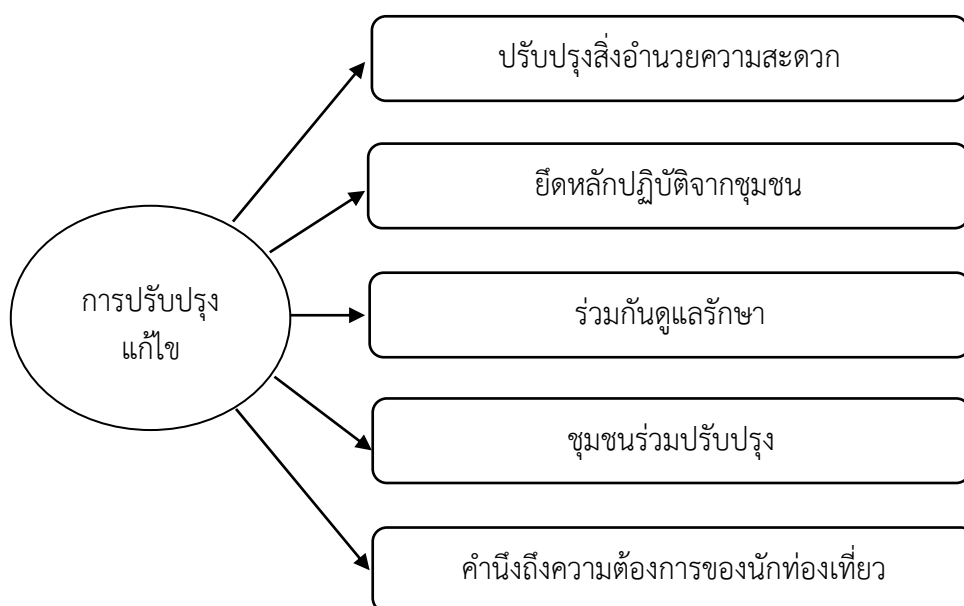 ปรับปรุงสิ่งอำนวยความสะดวก
ยึดหลักปฏิบัติจากชุมชน
การปรับปรุง
แก้ไข
ร่วมกันดูแลรักษา
ชุมชนร่วมปรับปรุง
คำนึงถึงความต้องการของนักท่องเที่ยว